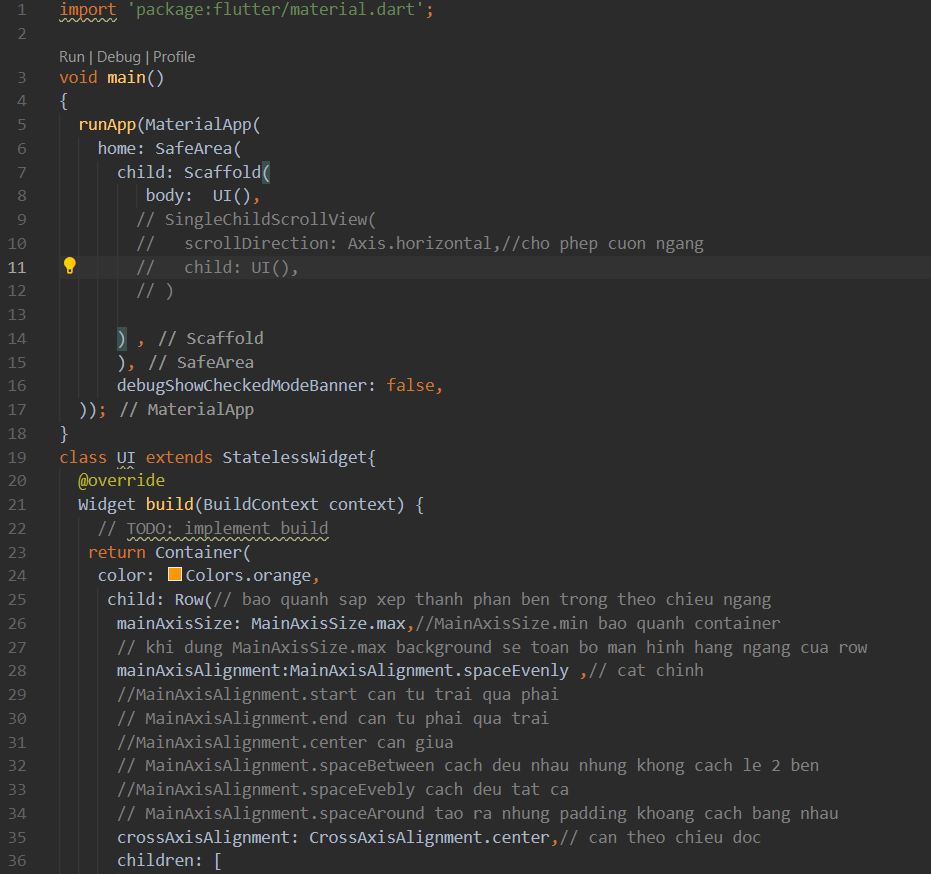 1 import 'package:flutter/material.dart';
2
Run | Debug | Profile
3 void main()
4 {
5 runApp(MaterialApp(
6 home: SafeArea(
7 child: Scaffold(
8 body:  UI(),
9 // SingleChildScrollView(
10 //   scrollDirection: Axis.horizontal,//cho phep cuon ngang
11 //   child: UI(),
12 // )
13
14 ) , // Scaffold
15 ), // SafeArea
16 debugShowCheckedModeBanner: false,
17 )); // MaterialApp
18 }
19 class UI extends StatelessWidget{
20 @override
21 Widget build(BuildContext context) {
22 // TODO: implement build
23 return Container(
24 color: Colors.orange,
25 child: Row(// bao quanh sap xep thanh phan ben trong theo chieu ngang
26 mainAxisSize: MainAxisSize.max,//MainAxisSize.min bao quanh container
27 // khi dung MainAxisSize.max background se toan bo man hinh hang ngang cua row
28 mainAxisAlignment:MainAxisAlignment.spaceEvenly ,// cat chinh
29 //MainAxisAlignment.start can tu trai qua phai
30 // MainAxisAlignment.end can tu phai qua trai
31 //MainAxisAlignment.center can giua
32 // MainAxisAlignment.spaceBetween cach deu nhau nhung khong cach le 2 ben
33 //MainAxisAlignment.spaceEvebly cach deu tat ca
34 // MainAxisAlignment.spaceAround tao ra nhung padding khoang cach bang nhau
35 crossAxisAlignment: CrossAxisAlignment.center,// can theo chieu doc
36 children: [